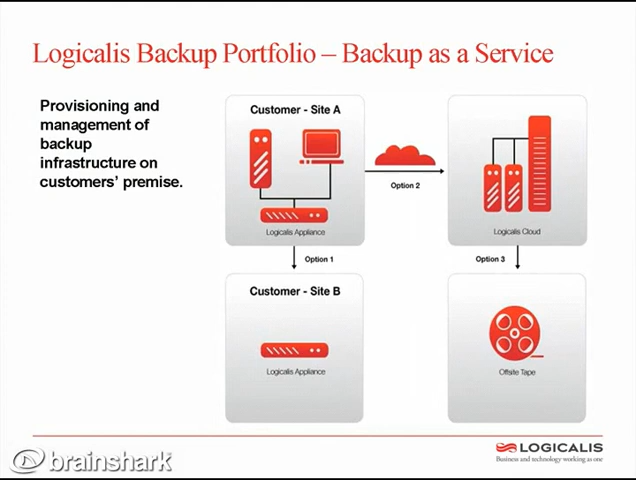 Logicalis Backup Portfolio – Backup as a Service
Provisioning and
management of
backup
infrastructure on
customers' premise.
Customer - Site A
Logicalis Appliance
Option 2
Logicalis Cloud
Option 1
Option 3
Customer - Site B
Logicalis Appliance
Offsite Tape
LOGICALIS
Business and technology working as one
brainshark